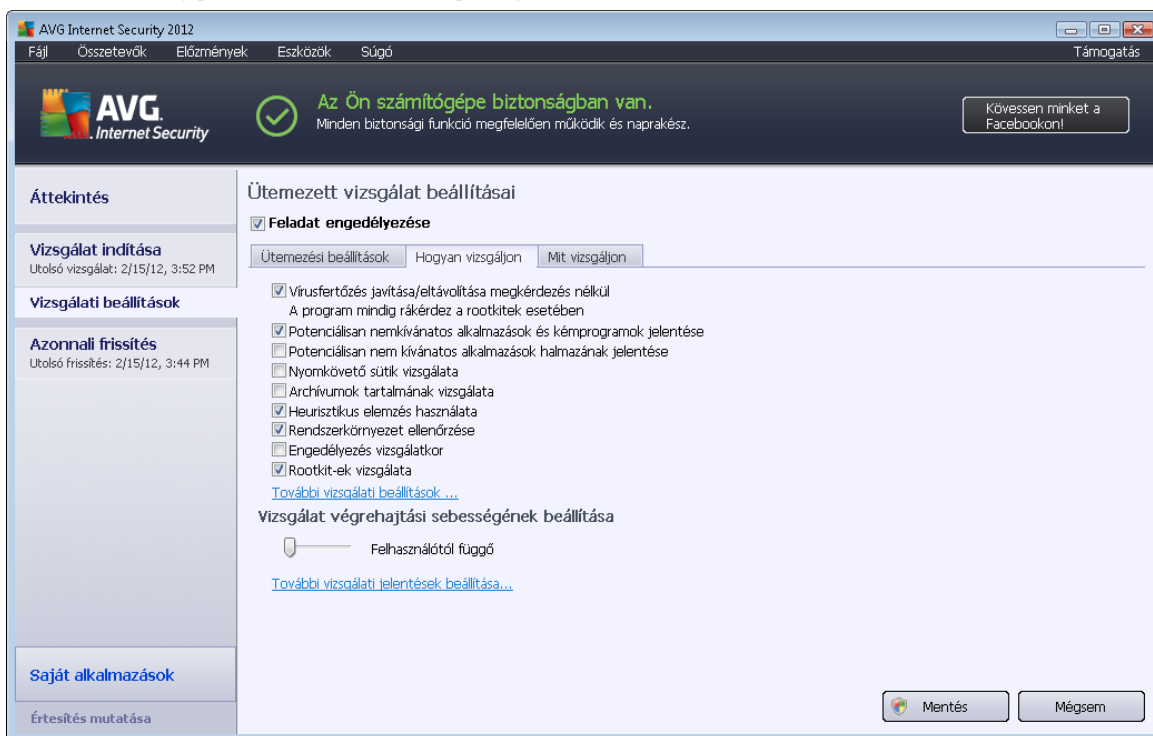 AVG Internet Security 2012
Fájl Összetevők Előzmények Eszközök Súgó Támogatás
AVG.
Internet Security
Az Ön számítógépe biztonságban van.
Minden biztonsági funkció megfelelően működik és naprakész.
Kövessen minket a
Facebookon!
Áttekintés
Vizsgálat indítása
Utolsó vizsgálat: 2/15/12, 3:52 PM
Vizsgálati beállítások
Azonnali frissítés
Utolsó frissítés: 2/15/12, 3:44 PM
Saját alkalmazások
Értesítés mutatása
Ütemezett vizsgálat beállításai
Feladat engedélyezése
Ütemezési beállítások Hogyan vizsgáljon Mit vizsgáljon
Vírusfertőzés javítása/eltávolítása megkérdezés nélkül
A program mindig rákérdez a rootkitek esetében
Potenciálisan nemkívánatos alkalmazások és kémprogramok jelentése
Potenciálisan nem kívánatos alkalmazások halmazának jelentése
Nyomkövető sütik vizsgálata
Archívumok tartalmának vizsgálata
Heurisztikus elemzés használata
Rendszerkörnyezet ellenőrzése
Engedélyezés vizsgálatkor
Rootkit-ek vizsgálata
További vizsgálati beállítások ...
Vizsgálat végrehajtási sebességének beállítása
Felhasználótól függő
További vizsgálati jelentések beállítása...
Mentés Mégsem